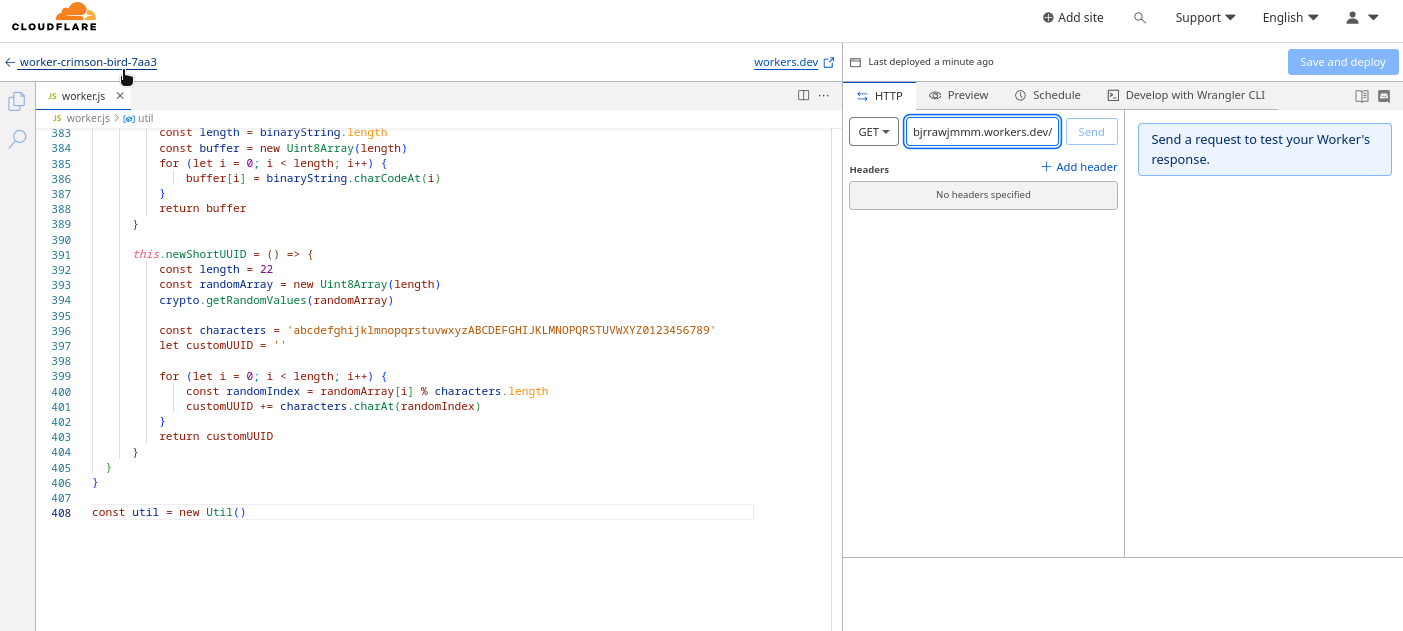 CLOUDFLARE
Add site
Support
English
worker-crimson-bird-7aa3
workers.dev
Last deployed a minute ago
Save and deploy
JS worker.js
JS worker.js > util
383 const length = binaryString.length
384 const buffer = new Uint8Array(length)
385 for (let i = 0; i < length; i++) {
386 buffer[i] = binaryString.charCodeAt(i)
387 }
388 return buffer
389 }
390
391 this.newShortUUID = () => {
392 const length = 22
393 const randomArray = new Uint8Array(length)
394 crypto.getRandomValues(randomArray)
395
396 const characters = 'abcdefghijklmnopqrstuvwxyzABCDEFGHIJKLMNOPQRSTUVWXYZ0123456789'
397 let customUUID = ''
398
399 for (let i = 0; i < length; i++) {
400 const randomIndex = randomArray[i] % characters.length
401 customUUID += characters.charAt(randomIndex)
402 }
403 return customUUID
404 }
405 }
406 }
407
408 const util = new Util()
HTTP
Preview
Schedule
Develop with Wrangler CLI
GET
bjrrawjmmm.workers.dev/
Send
Headers
+ Add header
No headers specified
Send a request to test your Worker's
response.